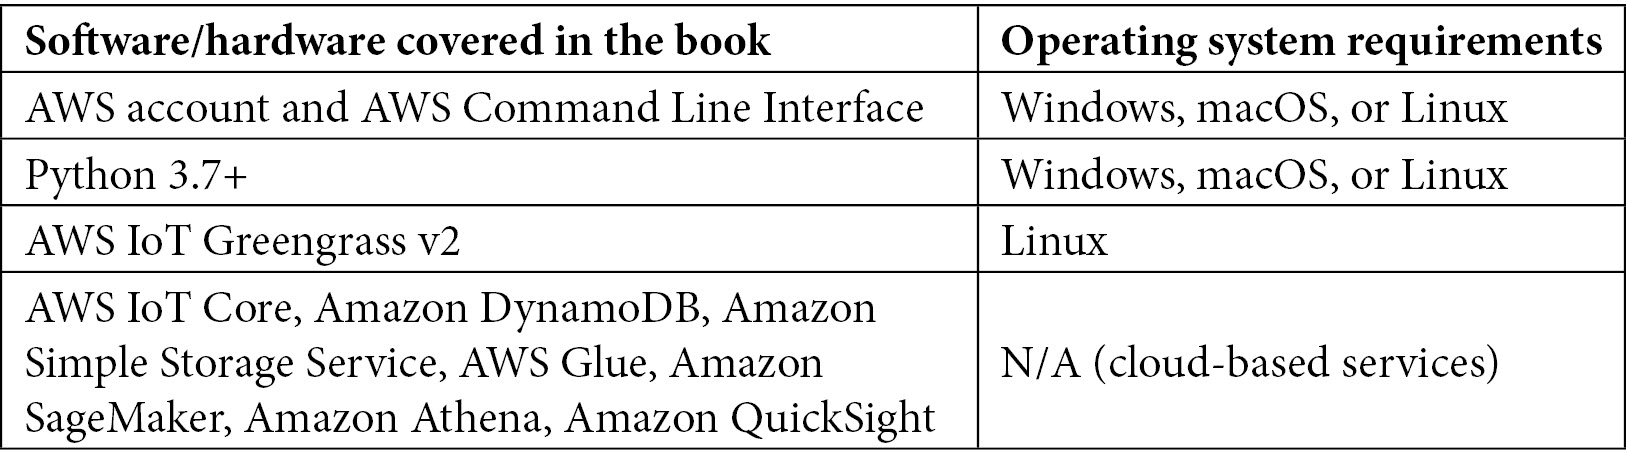 Software/hardware covered in the book
Operating system requirements
AWS account and AWS Command Line Interface
Windows, macOS, or Linux
Python 3.7+
Windows, macOS, or Linux
AWS IoT Greengrass v2
Linux
AWS IoT Core, Amazon DynamoDB, Amazon
Simple Storage Service, AWS Glue, Amazon
SageMaker, Amazon Athena, Amazon QuickSight
N/A (cloud-based services)